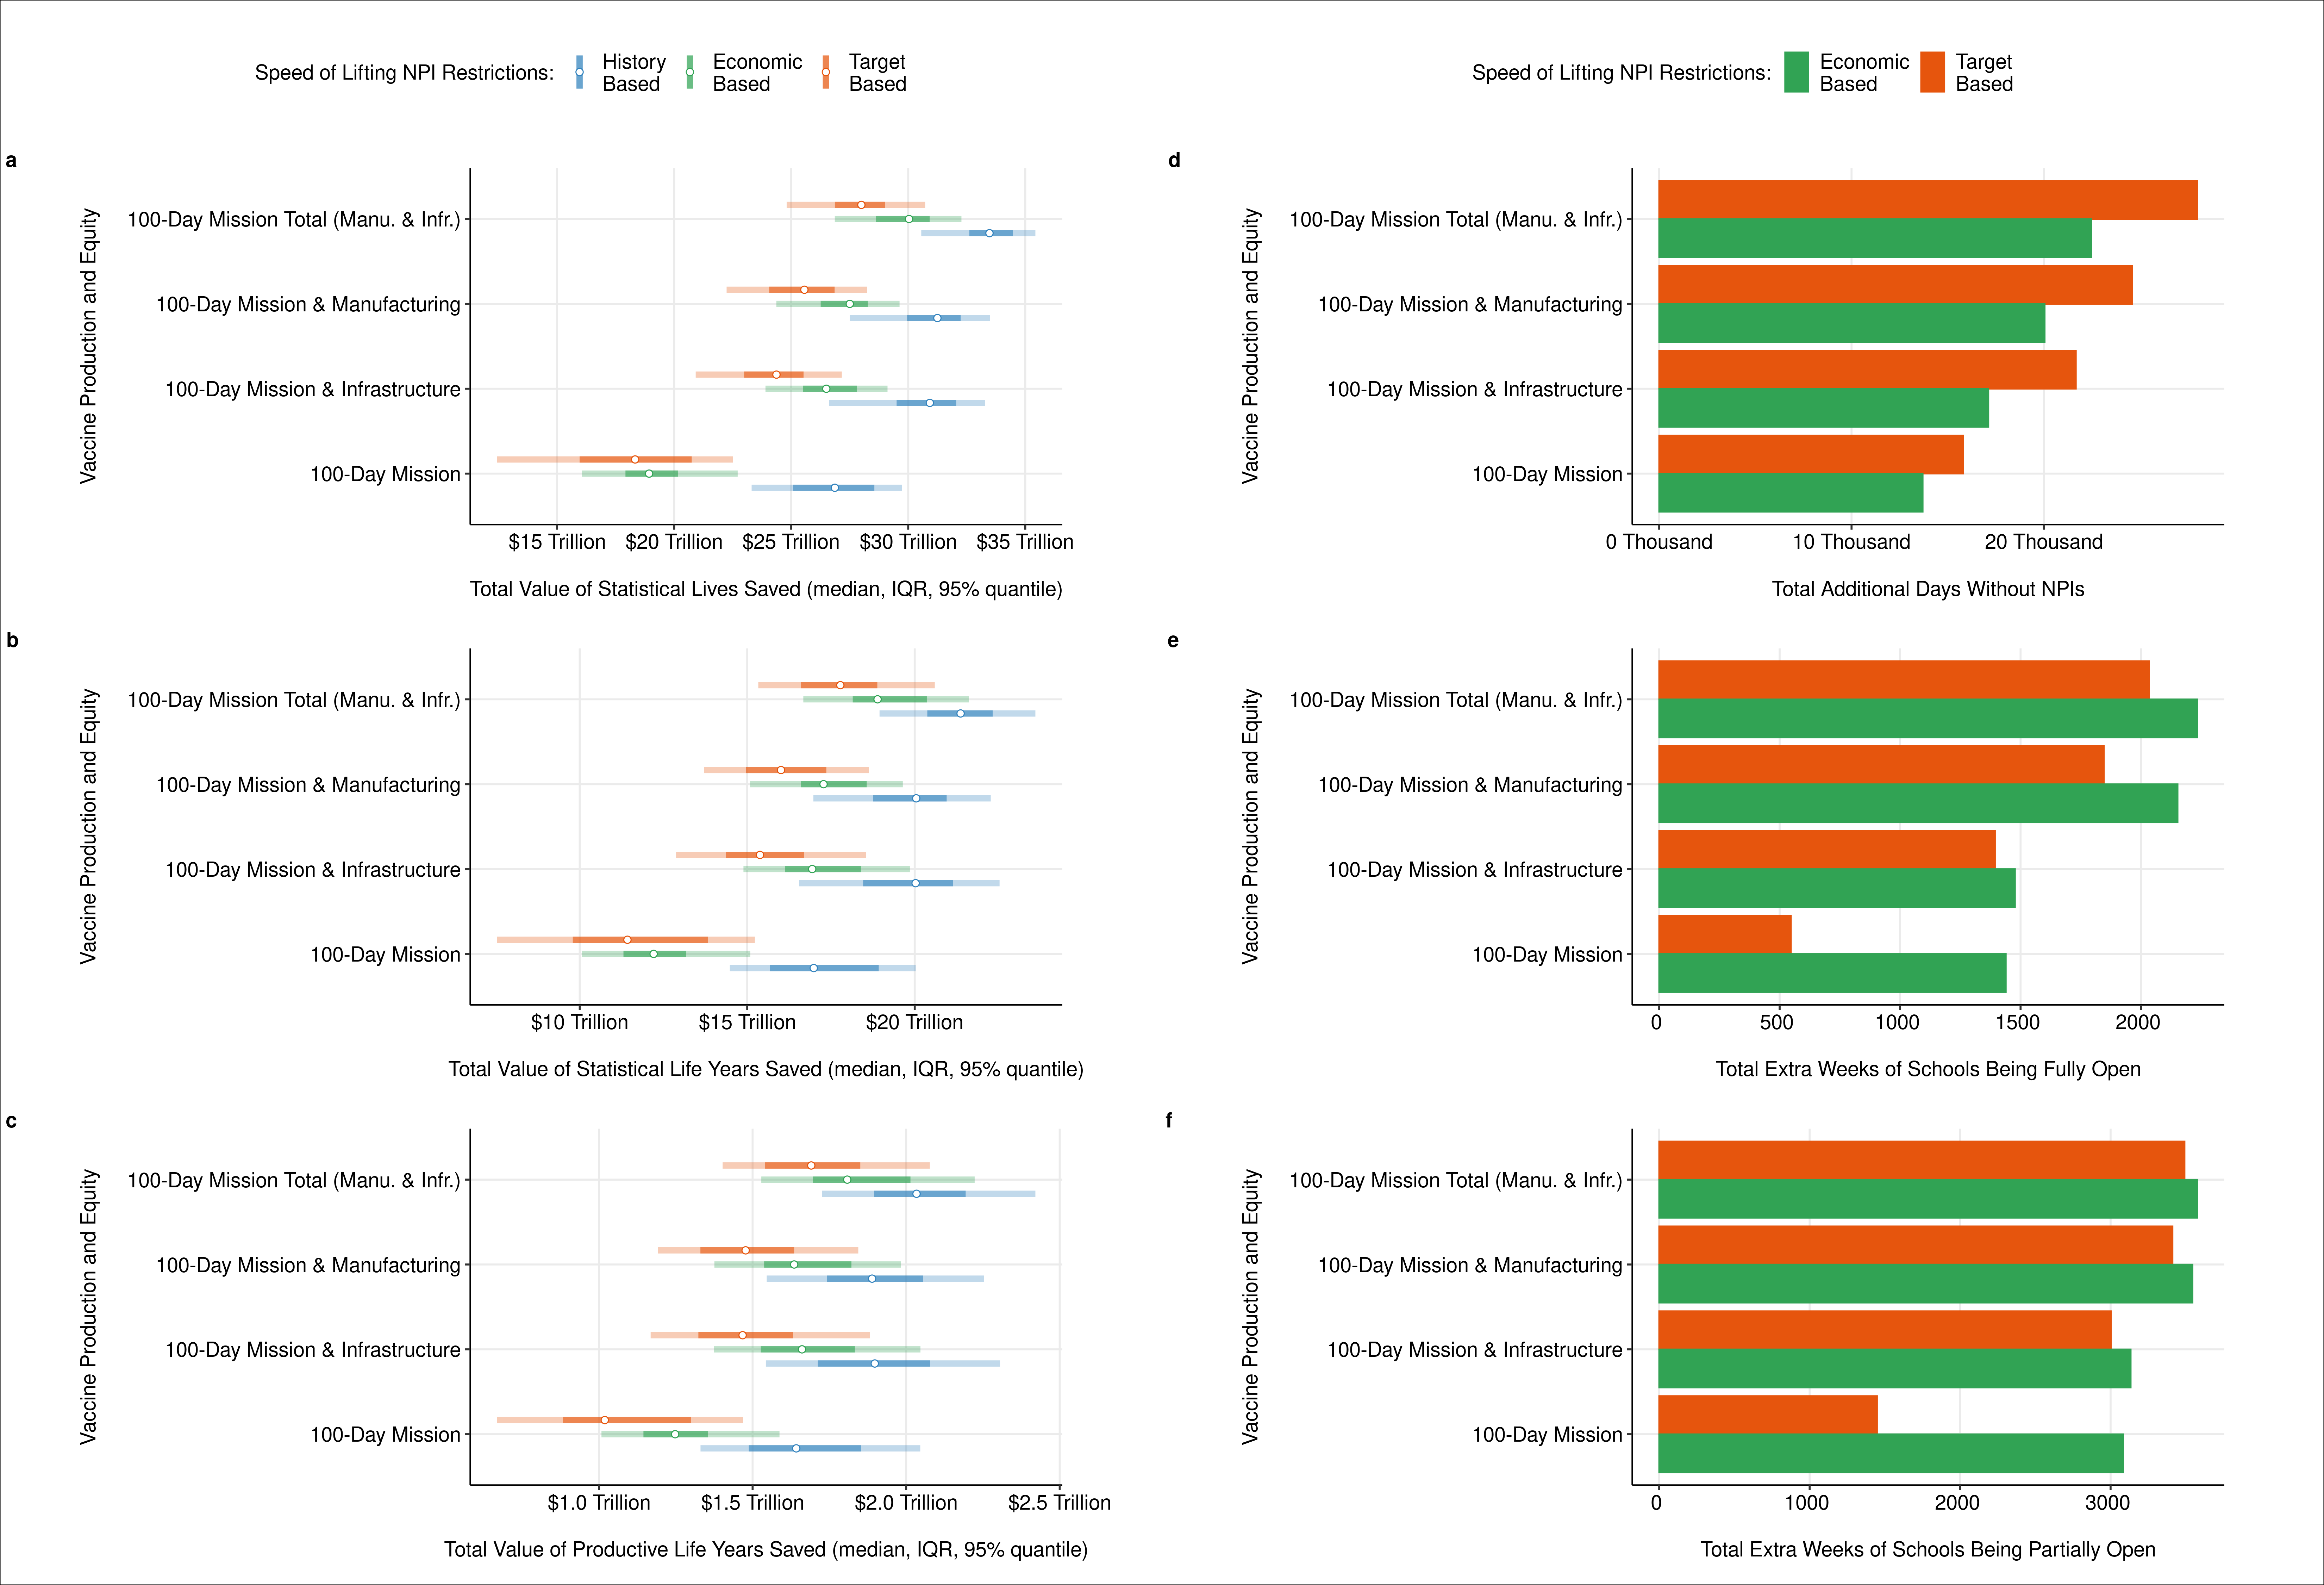 Speed of Lifting NPI Restrictions:
History
Based
Economic
Based
Target
Based
a
Vaccine Production and Equity
100-Day Mission Total (Manu. & Infr.)
100-Day Mission & Manufacturing
100-Day Mission & Infrastructure
100-Day Mission
$15 Trillion $20 Trillion $25 Trillion $30 Trillion $35 Trillion
Total Value of Statistical Lives Saved (median, IQR, 95% quantile)
b
Vaccine Production and Equity
100-Day Mission Total (Manu. & Infr.)
100-Day Mission & Manufacturing
100-Day Mission & Infrastructure
100-Day Mission
$10 Trillion $15 Trillion $20 Trillion
Total Value of Statistical Life Years Saved (median, IQR, 95% quantile)
c
Vaccine Production and Equity
100-Day Mission Total (Manu. & Infr.)
100-Day Mission & Manufacturing
100-Day Mission & Infrastructure
100-Day Mission
$1.0 Trillion $1.5 Trillion $2.0 Trillion $2.5 Trillion
Total Value of Productive Life Years Saved (median, IQR, 95% quantile)
Speed of Lifting NPI Restrictions:
Economic
Based
Target
Based
d
Vaccine Production and Equity
100-Day Mission Total (Manu. & Infr.)
100-Day Mission & Manufacturing
100-Day Mission & Infrastructure
100-Day Mission
0 Thousand 10 Thousand 20 Thousand
Total Additional Days Without NPIs
e
Vaccine Production and Equity
100-Day Mission Total (Manu. & Infr.)
100-Day Mission & Manufacturing
100-Day Mission & Infrastructure
100-Day Mission
0 500 1000 1500 2000
Total Extra Weeks of Schools Being Fully Open
f
Vaccine Production and Equity
100-Day Mission Total (Manu. & Infr.)
100-Day Mission & Manufacturing
100-Day Mission & Infrastructure
100-Day Mission
0 1000 2000 3000
Total Extra Weeks of Schools Being Partially Open